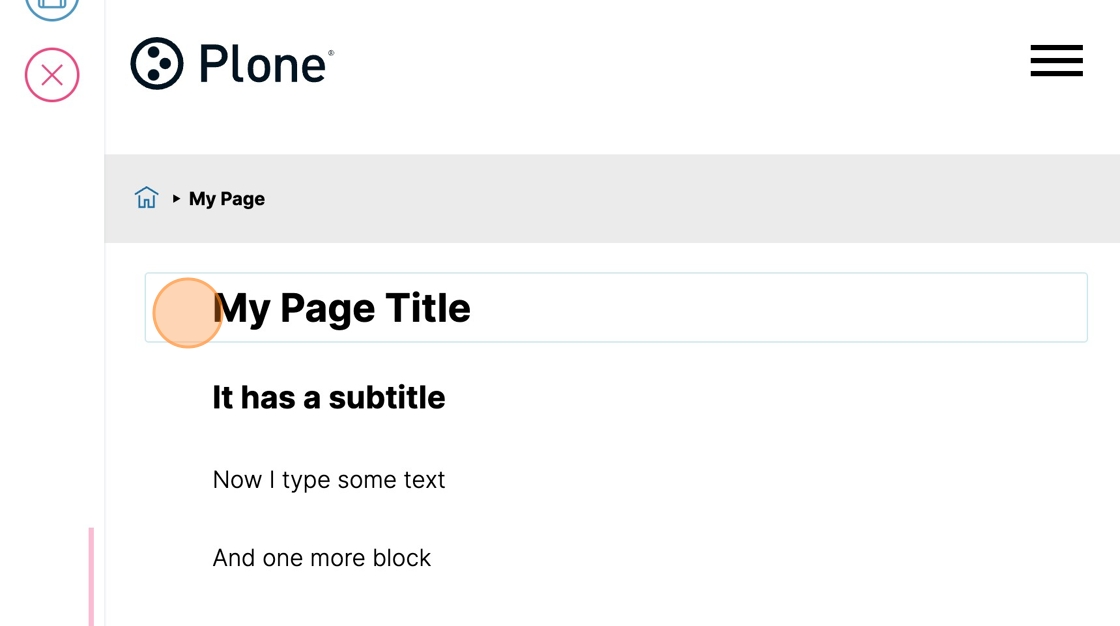 Plone®
My Page
My Page Title
It has a subtitle
Now I type some text
And one more block